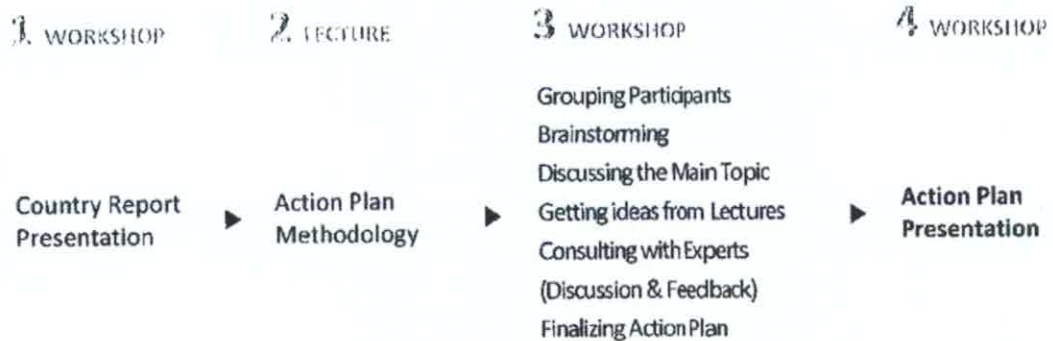 1. WORKSHOP
Country Report
Presentation
2. LECTURE
Action Plan
Methodology
3 WORKSHOP
Grouping Participants
Brainstorming
Discussing the Main Topic
Getting ideas from Lectures
Consulting with Experts
(Discussion & Feedback)
Finalizing Action Plan
4 WORKSHOP
Action Plan
Presentation